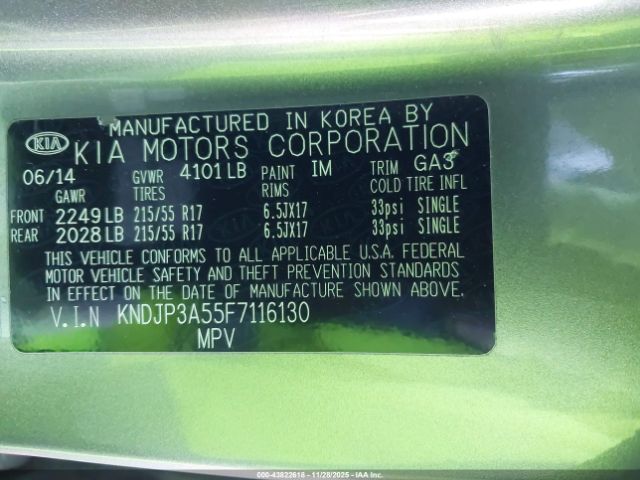 MANUFACTURED IN KOREA BY
KIA KIA MOTORS CORPORATION
06/14 GVWR 4101 LB PAINT IM TRIM GA3
GAWR TIRES RIMS COLD TIRE INFL
FRONT 2249 LB 215/55 R17 6.5JX17 33psi SINGLE
REAR 2028 LB 215/55 R17 6.5JX17 33psi SINGLE
THIS VEHICLE CONFORMS TO ALL APPLICABLE U.S.A. FEDERAL
MOTOR VEHICLE SAFETY AND THEFT PREVENTION STANDARDS
IN EFFECT ON THE DATE OF MANUFACTURE SHOWN ABOVE.
V.I.N KNDJP3A55F7116130
MPV
000-43822618 - 11/28/2025 - IAAI.COM